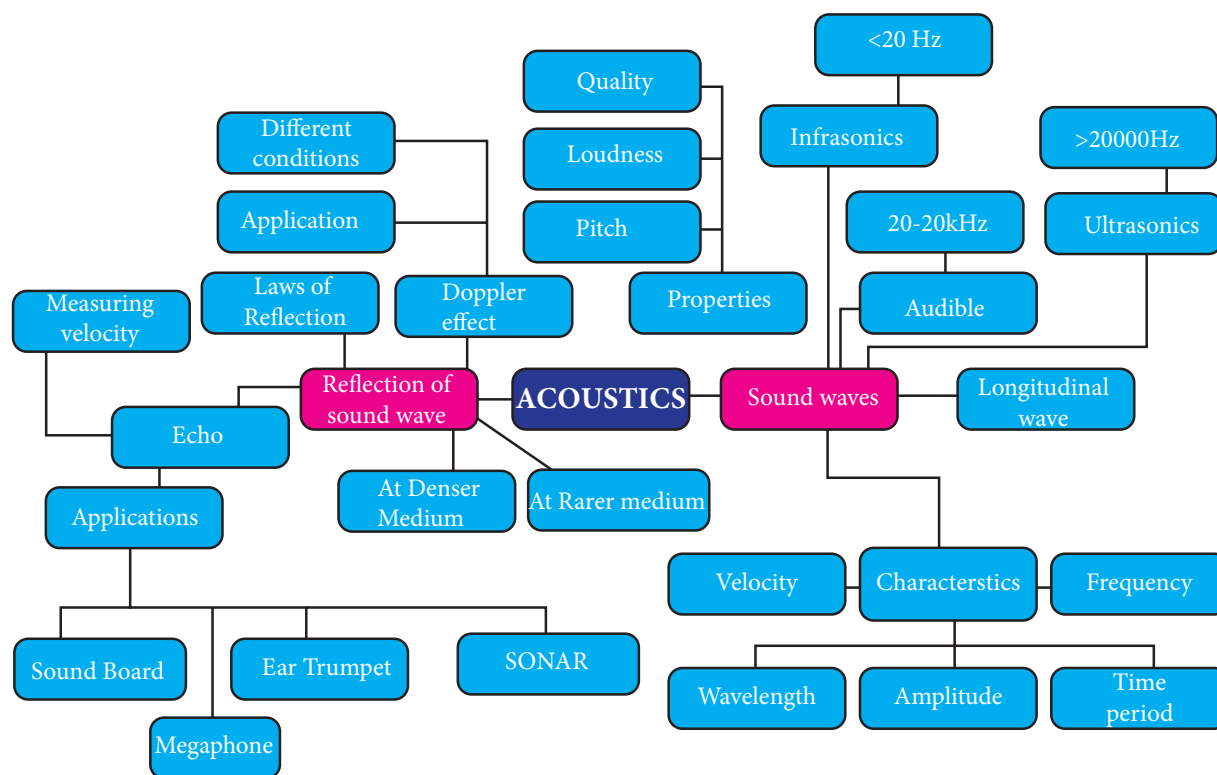 <20 Hz
Quality
Different
conditions
Loudness
Infrasonics
>20000Hz
Application
Pitch
20-20kHz
Ultrasonics
Measuring
velocity
Laws of
Reflection
Doppler
effect
Properties
Audible
Reflection of
sound wave
ACOUSTICS
Sound waves
Longitudinal
wave
Echo
At Denser
Medium
At Rarer medium
Applications
Velocity
Characterstics
Frequency
Sound Board
Ear Trumpet
SONAR
Wavelength
Amplitude
Time
period
Megaphone